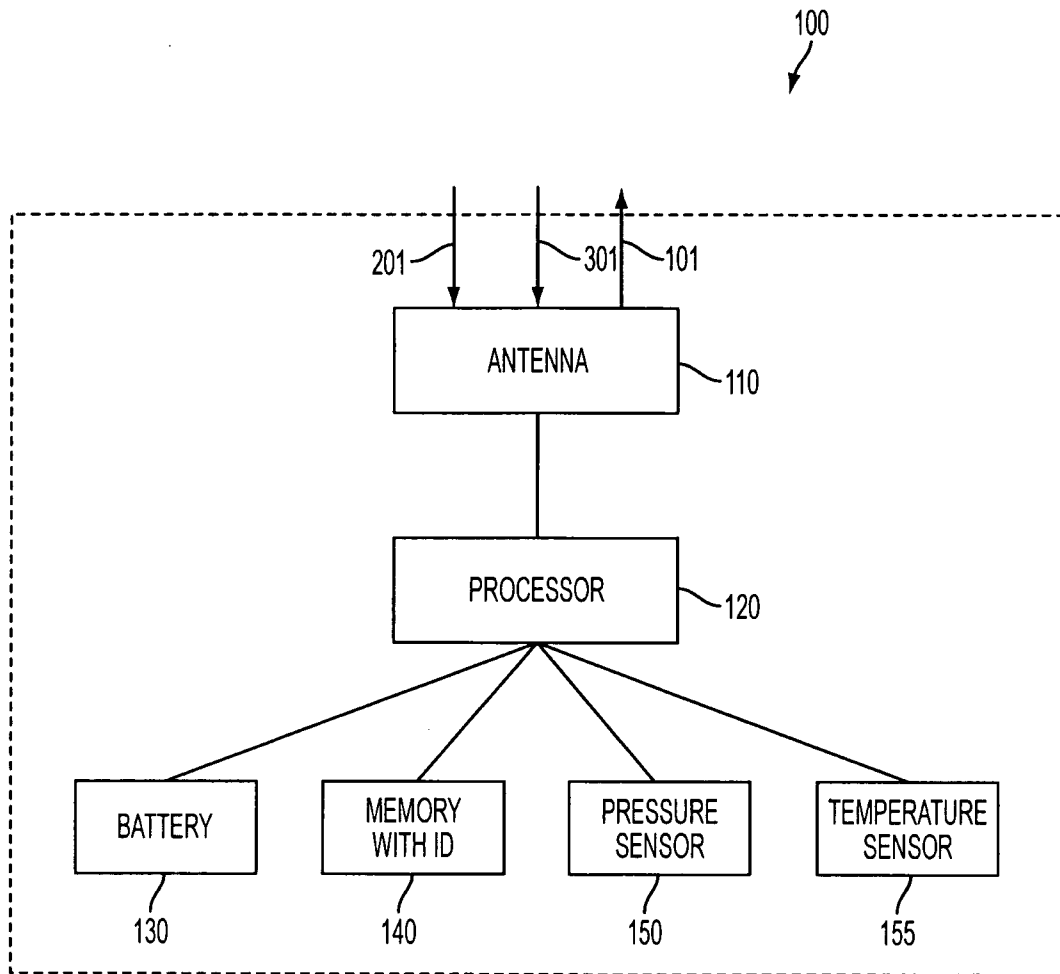 100
201
301
101
ANTENNA
110
PROCESSOR
120
BATTERY
MEMORY
WITH ID
PRESSURE
SENSOR
TEMPERATURE
SENSOR
130
140
150
155